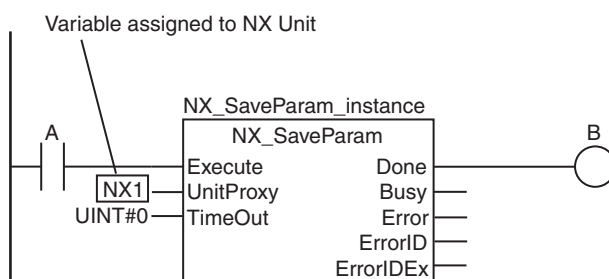 Variable assigned to NX Unit
NX_SaveParam_instance
A
NX_SaveParam
B
Execute
Done
NX1
UnitProxy
Busy
UINT#0
TimeOut
Error
ErrorID
ErrorIDEx